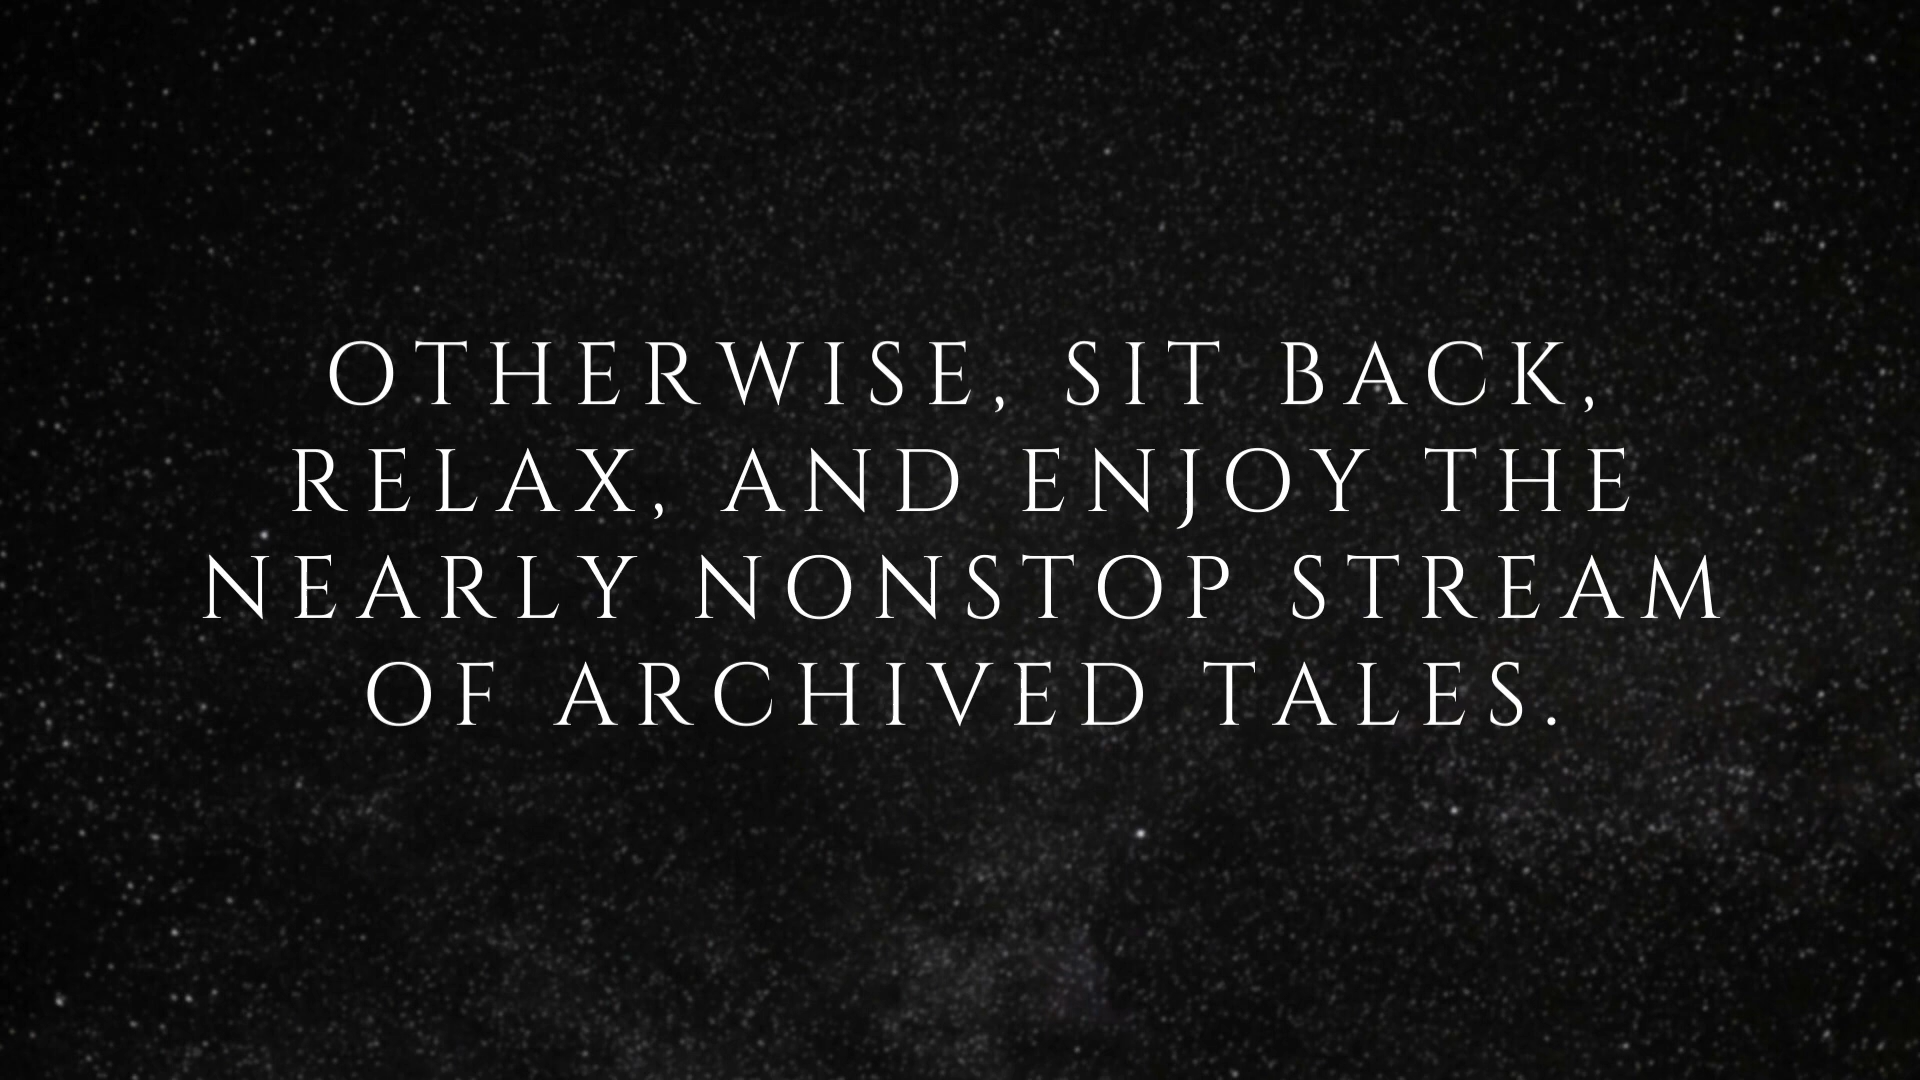 OTHERWISE, SIT BACK,
RELAX, AND ENJOY THE
NEARLY NONSTOP STREAM
OF ARCHIVED TALES.